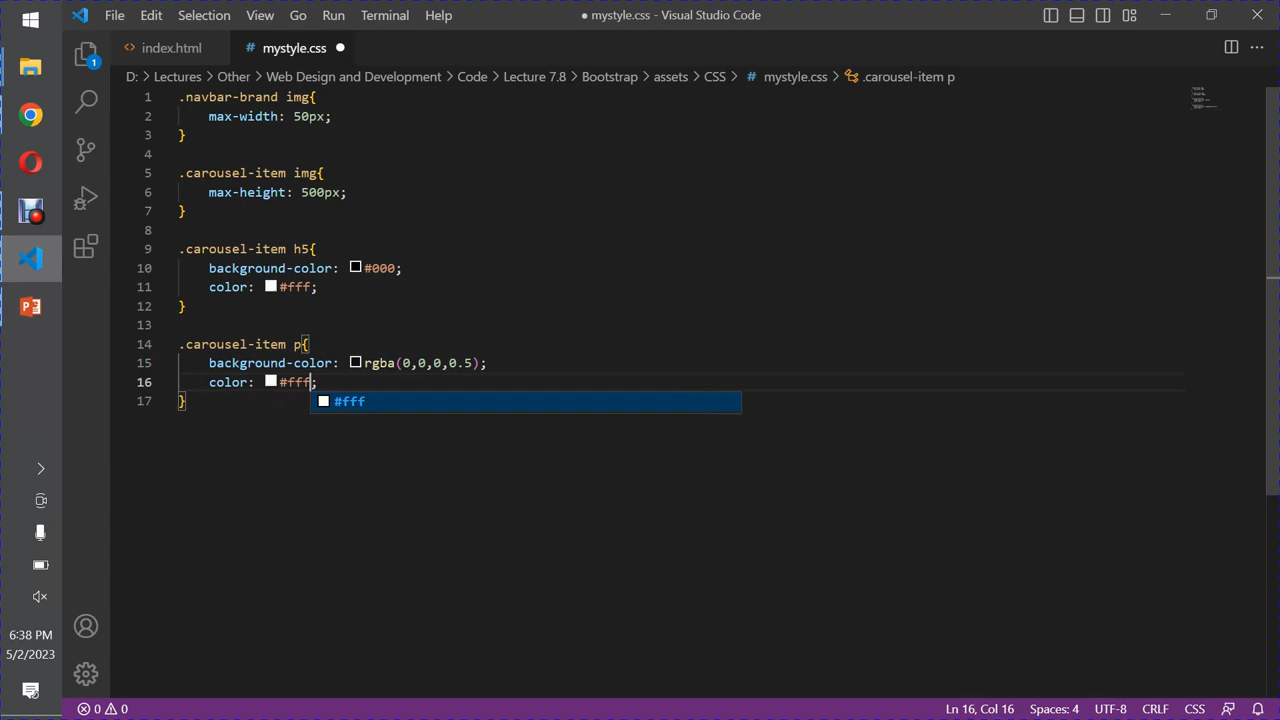 File Edit Selection View Go Run Terminal Help
● mystyle.css - Visual Studio Code
<> index.html
# mystyle.css ●
D: > Lectures > Other > Web Design and Development > Code > Lecture 7.8 > Bootstrap > assets > CSS > # mystyle.css > .carousel-item p
1 .navbar-brand img{
2 max-width: 50px;
3 }
4
5 .carousel-item img{
6 max-height: 500px;
7 }
8
9 .carousel-item h5{
10 background-color: #000;
11 color: #fff;
12 }
13
14 .carousel-item p{
15 background-color: rgba(0,0,0,0.5);
16 color: #fff;
#fff
17 }
1
6:38 PM
5/2/2023
0 0
Ln 16, Col 16 Spaces: 4 UTF-8 CRLF CSS